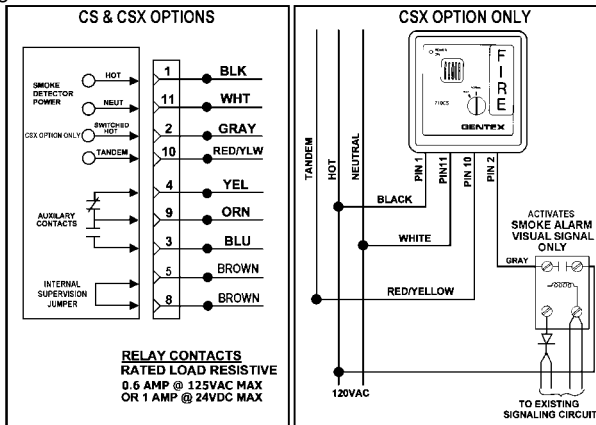 CS & CSX OPTIONS
SMOKE
DETECTOR
POWER
HOT
1
BLK
NEUT
11
WHT
CSX OPTION ONLY
SWITCHED
HOT
2
GRAY
TANDEM
10
RED/YLW
AUXILARY
CONTACTS
4
YEL
9
ORN
3
BLU
INTERNAL
SUPERVISION
JUMPER
5
BROWN
8
BROWN
RELAY CONTACTS
RATED LOAD RESISTIVE
0.6 AMP @ 125VAC MAX
OR 1 AMP @ 24VDC MAX
CSX OPTION ONLY
FIRE
710CS
GENTEX
TANDEM
HOT
NEUTRAL
PIN 1
PIN11
PIN 10
PIN 2
BLACK
WHITE
RED/YELLOW
GRAY
ACTIVATES
SMOKE ALARM
VISUAL SIGNAL
ONLY
120VAC
TO EXISTING
SIGNALING CIRCUIT